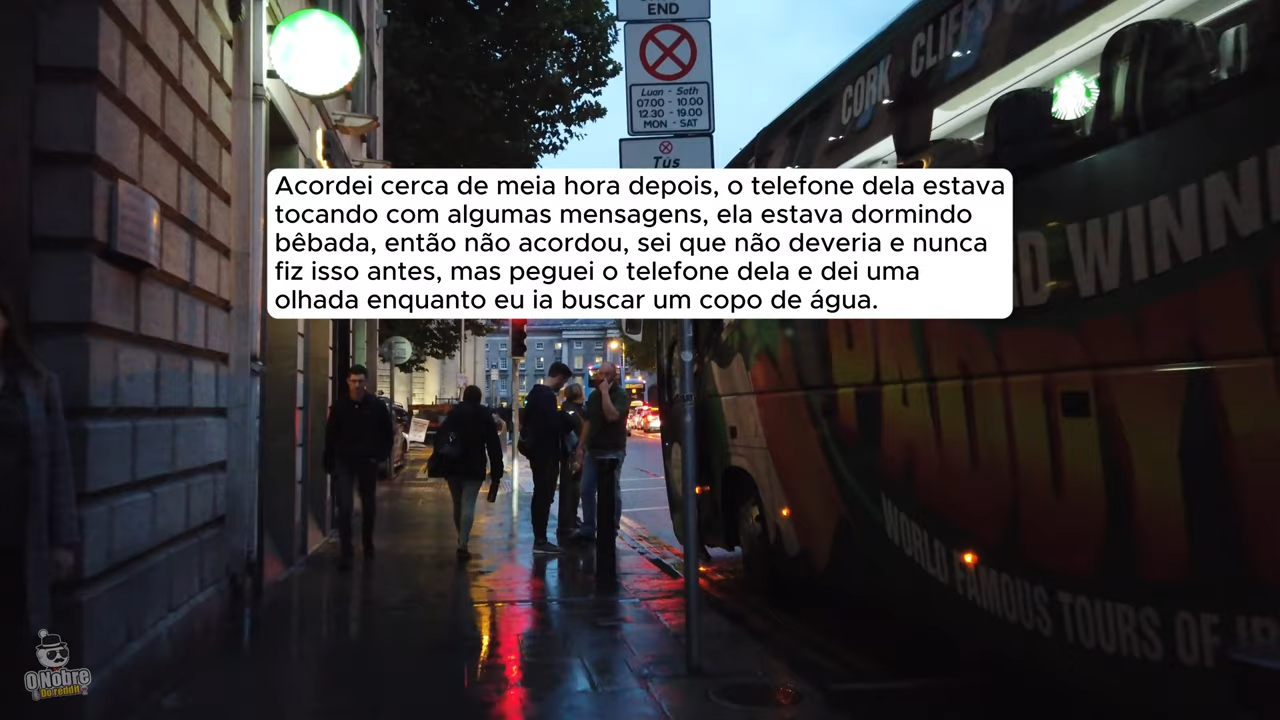 END
Luan - Sath
07.00 - 10.00
12.30 - 19.00
MON - SAT
Tús
CORK CLIFFS
Acordei cerca de meia hora depois, o telefone dela estava
tocando com algumas mensagens, ela estava dormindo
bêbada, então não acordou, sei que não deveria e nunca
fiz isso antes, mas peguei o telefone dela e dei uma
olhada enquanto eu ia buscar um copo de água.
WINN
PADDY
WORLD FAMOUS TOURS OF
O Nobre
Do reddit